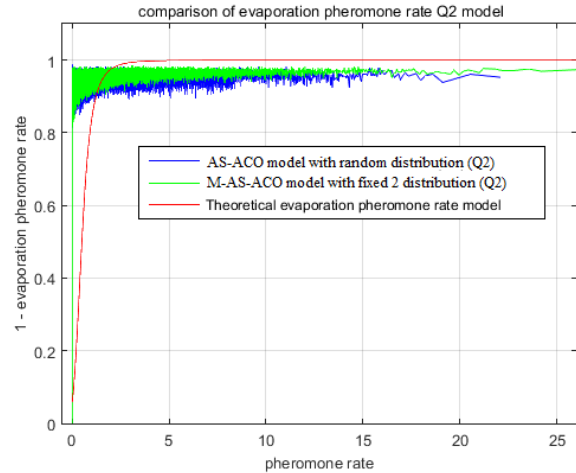 comparison of evaporation pheromone rate Q2 model
1 - evaporation pheromone rate
1
0.8
0.6
0.4
0.2
0
AS-ACO model with random distribution (Q2)
M-AS-ACO model with fixed 2 distribution (Q2)
Theoretical evaporation pheromone rate model
0 5 10 15 20 25
pheromone rate